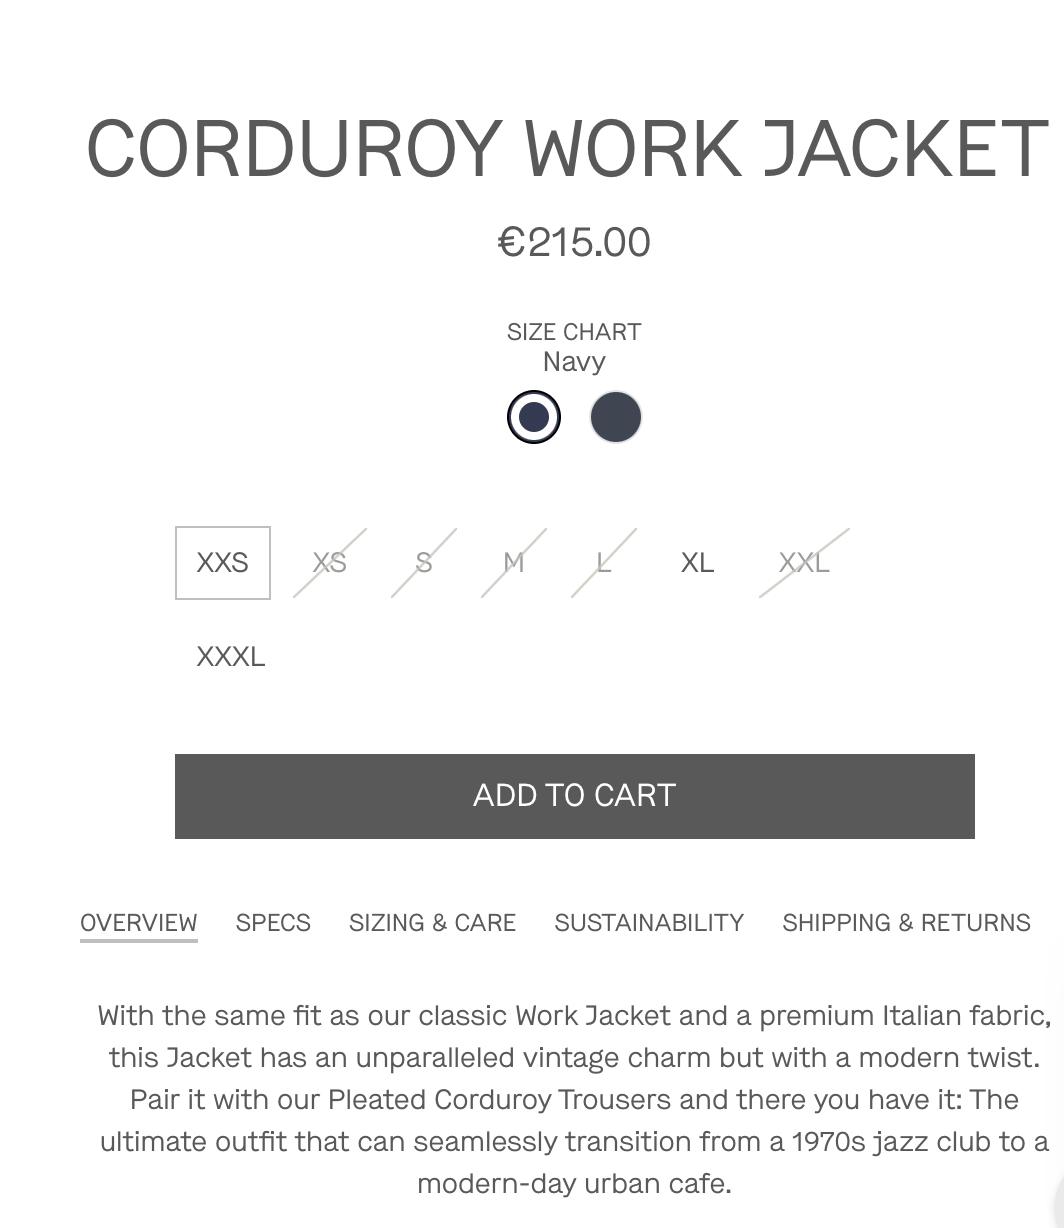 CORDUROY WORK JACKET
€215.00
SIZE CHART
Navy
XXS XS S M L XL XXL
XXXL
ADD TO CART
OVERVIEW SPECS SIZING & CARE SUSTAINABILITY SHIPPING & RETURNS
With the same fit as our classic Work Jacket and a premium Italian fabric,
this Jacket has an unparalleled vintage charm but with a modern twist.
Pair it with our Pleated Corduroy Trousers and there you have it: The
ultimate outfit that can seamlessly transition from a 1970s jazz club to a
modern-day urban cafe.